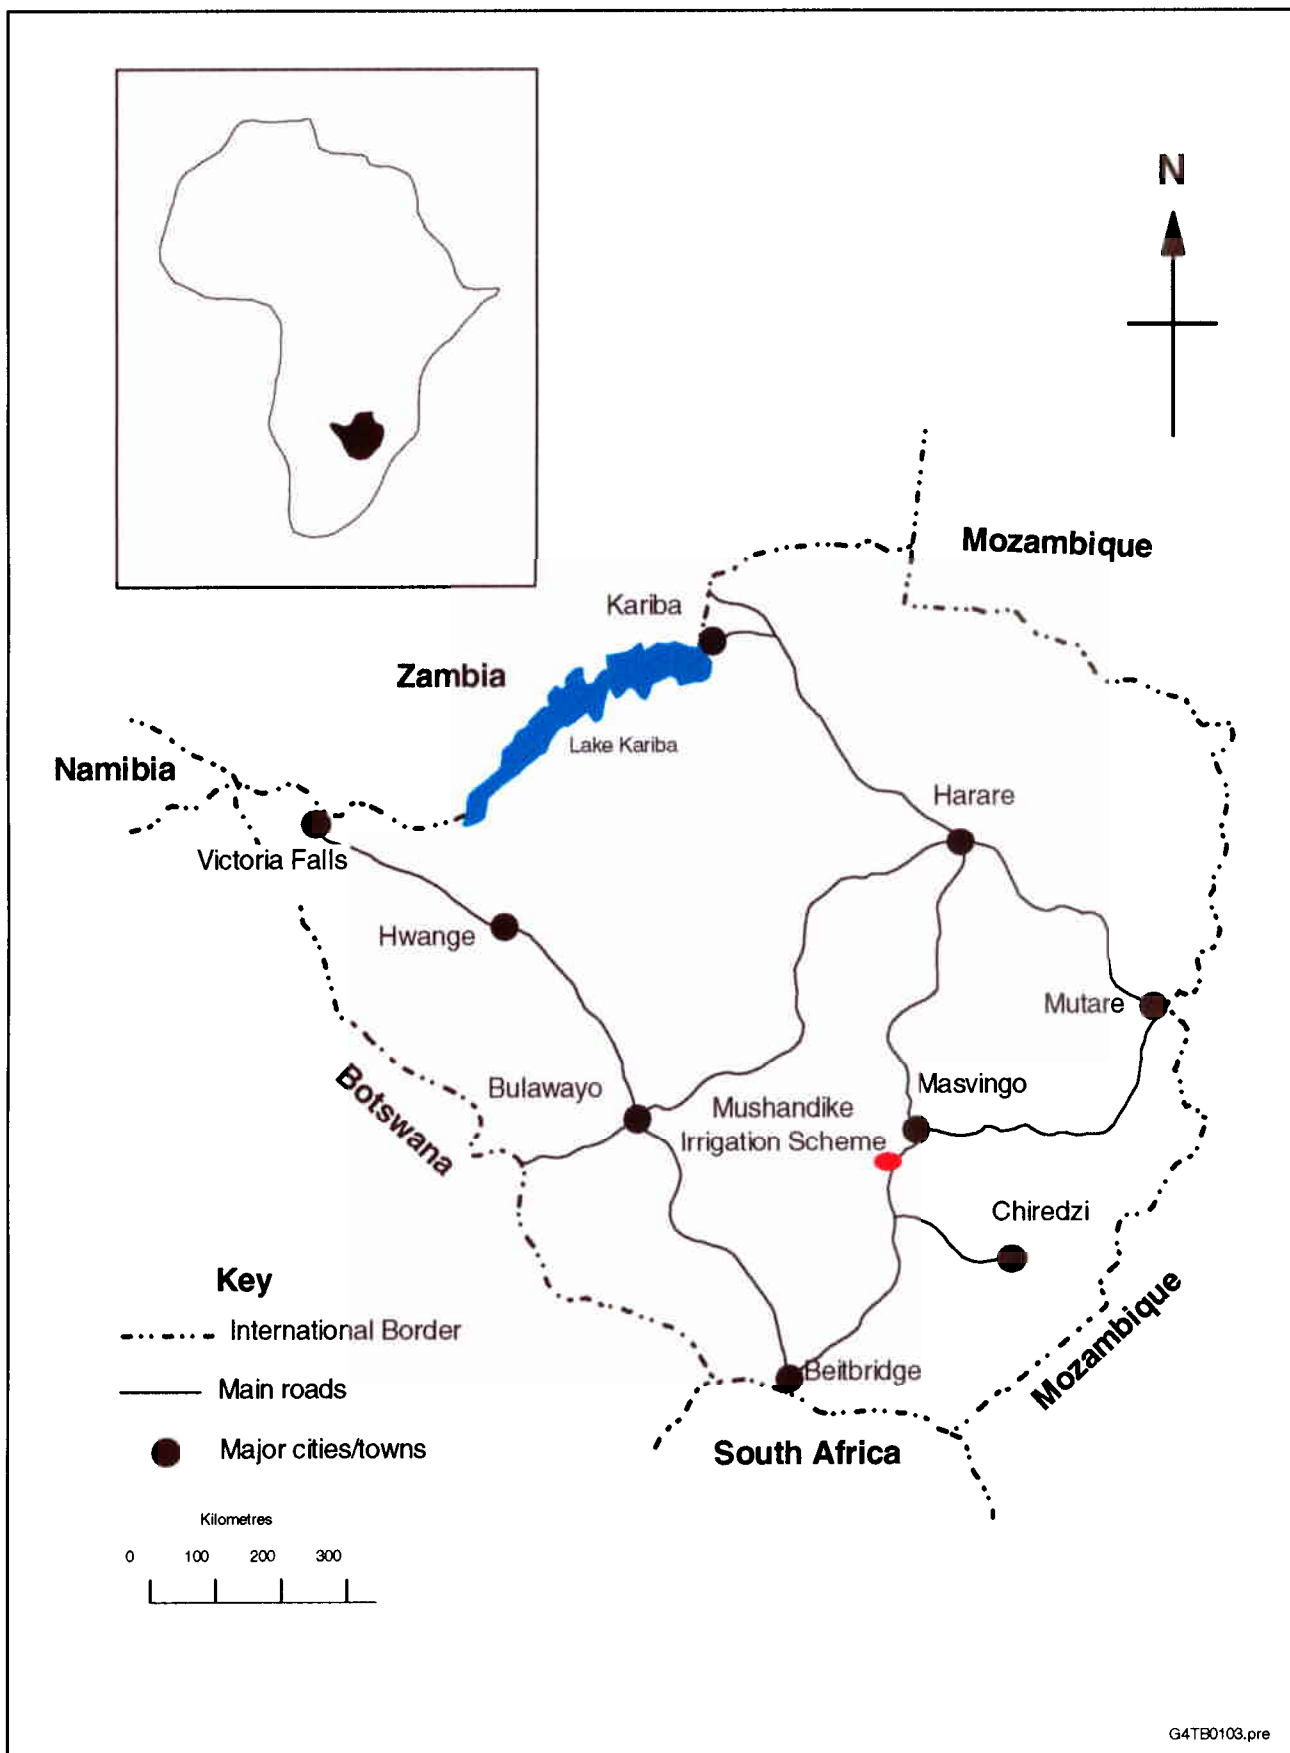 N
Mozambique
Kariba
Zambia
Lake Kariba
Namibia
Harare
Victoria Falls
Hwange
Mutare
Botswana
Bulawayo
Masvingo
Mushandike
Irrigation Scheme
Chiredzi
Mozambique
Beitbridge
South Africa
Key
International Border
Main roads
Major cities/towns
Kilometres
0 100 200 300
G4TB0103.pre